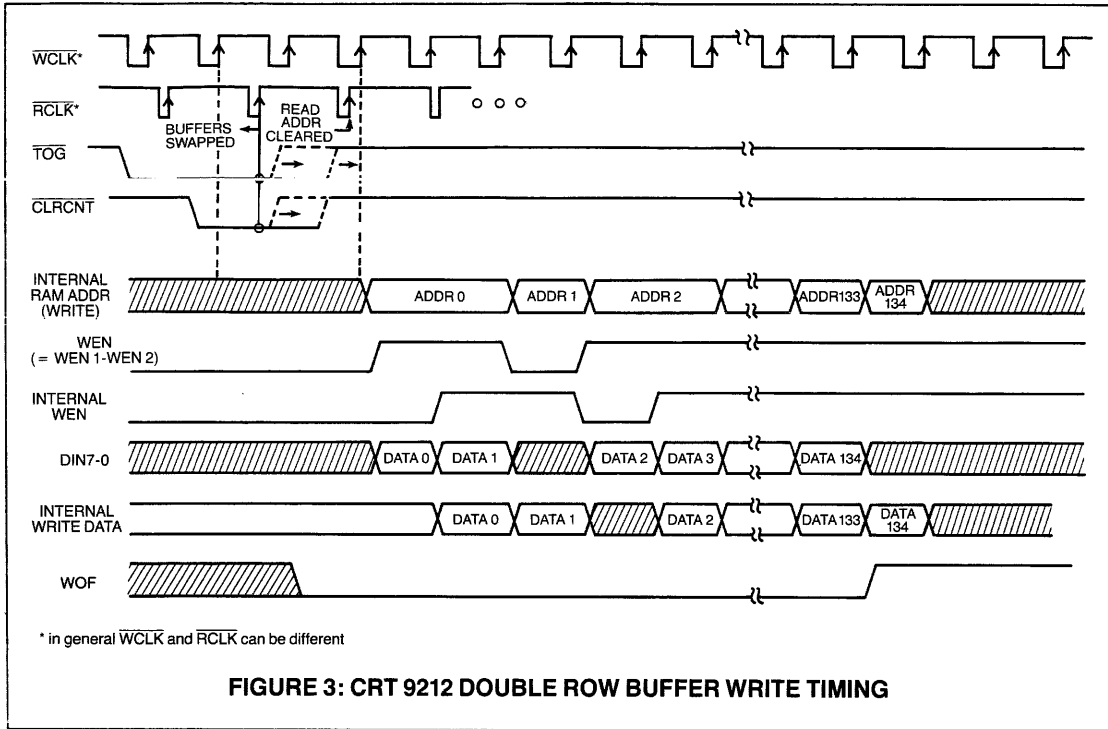 WCLK*
RCLK*
BUFFERS
SWAPPED
READ
ADDR
CLEARED
TOG
CLRCNT
INTERNAL
RAM ADDR
(WRITE)
ADDR 0 ADDR 1 ADDR 2 ADDR133 ADDR
134
WEN
(= WEN 1-WEN 2)
INTERNAL
WEN
DIN7-0 DATA 0 DATA 1 DATA 2 DATA 3 DATA 134
INTERNAL
WRITE DATA
DATA 0 DATA 1 DATA 2 DATA 133 DATA
134
WOF
* in general WCLK and RCLK can be different
FIGURE 3: CRT 9212 DOUBLE ROW BUFFER WRITE TIMING